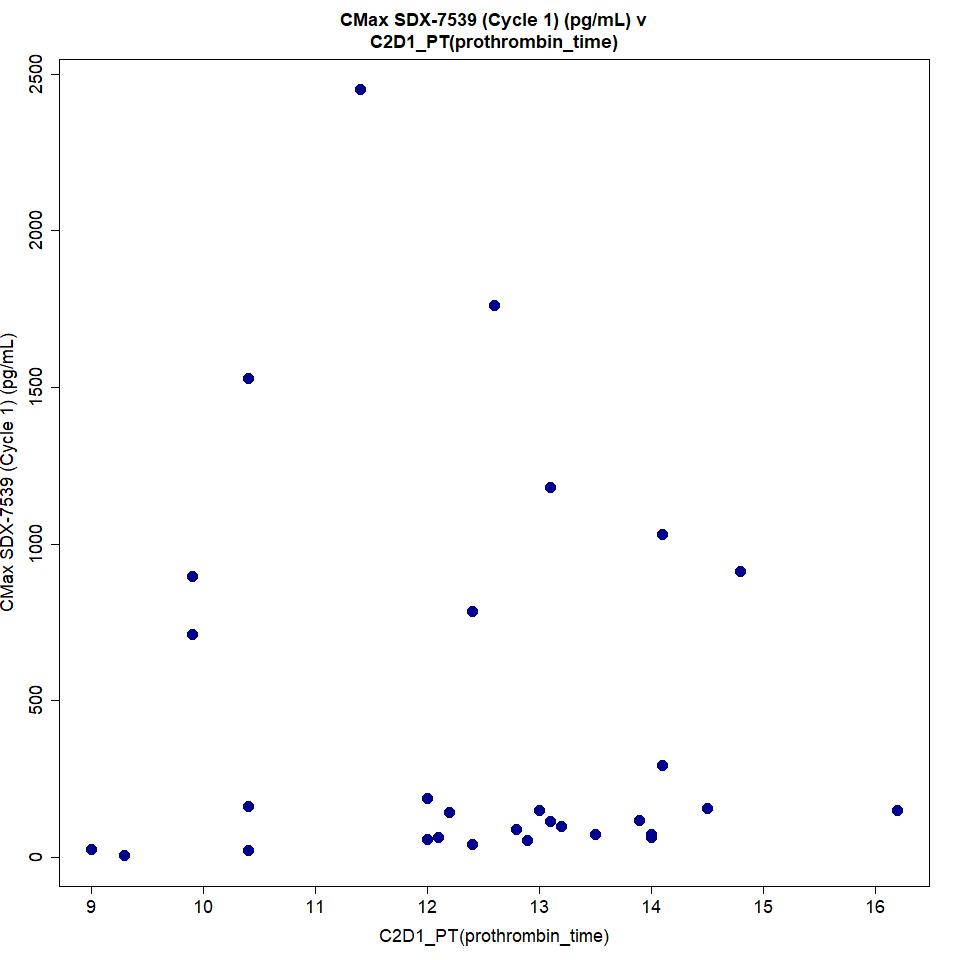 CMax SDX-7539 (Cycle 1) (pg/mL) v
C2D1_PT(prothrombin_time)
2500
2000
1500
1000
500
0
CMax SDX-7539 (Cycle 1) (pg/mL)
9 10 11 12 13 14 15 16
C2D1_PT(prothrombin_time)